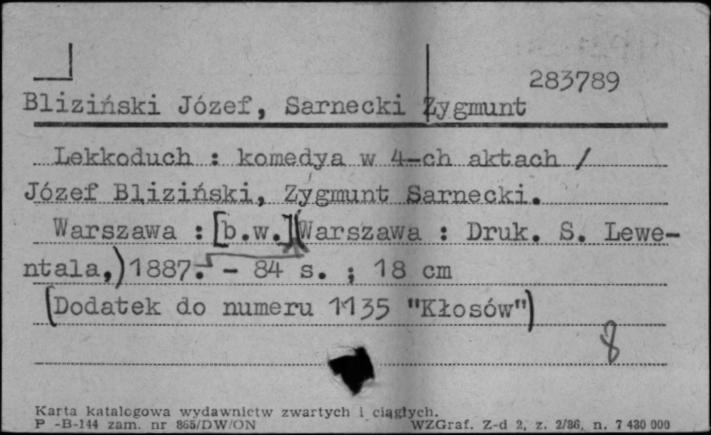 283789
Bliziński Józef, Sarnecki Zygmunt
Lekkoduch : komedya w 4-ch aktach /
Józef Bliziński, Zygmunt Sarnecki.
Warszawa : [b.w.](Warszawa : Druk. S. Lewe-
ntala,)1887. - 84 s. ; 18 cm
(Dodatek do numeru 1135 "Kłosów")
8
Karta katalogowa wydawnictw zwartych i ciągłych.
P -B-144 zam. nr 865/DW/ON WZGraf. Z-d 2, z. 2/86, n. 7 430 000